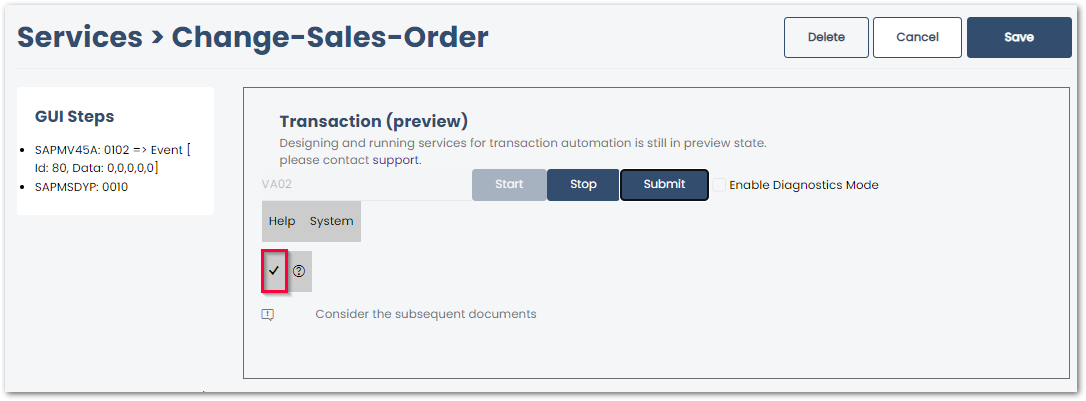 Services > Change-Sales-Order
Delete
Cancel
Save
GUI Steps
SAPMV45A: 0102 => Event [
Id: 80, Data: 0,0,0,0,0]
SAPMSDYP: 0010
Transaction (preview)
Designing and running services for transaction automation is still in preview state.
please contact support.
VA02
Start
Stop
Submit
Enable Diagnostics Mode
Help
System
Consider the subsequent documents